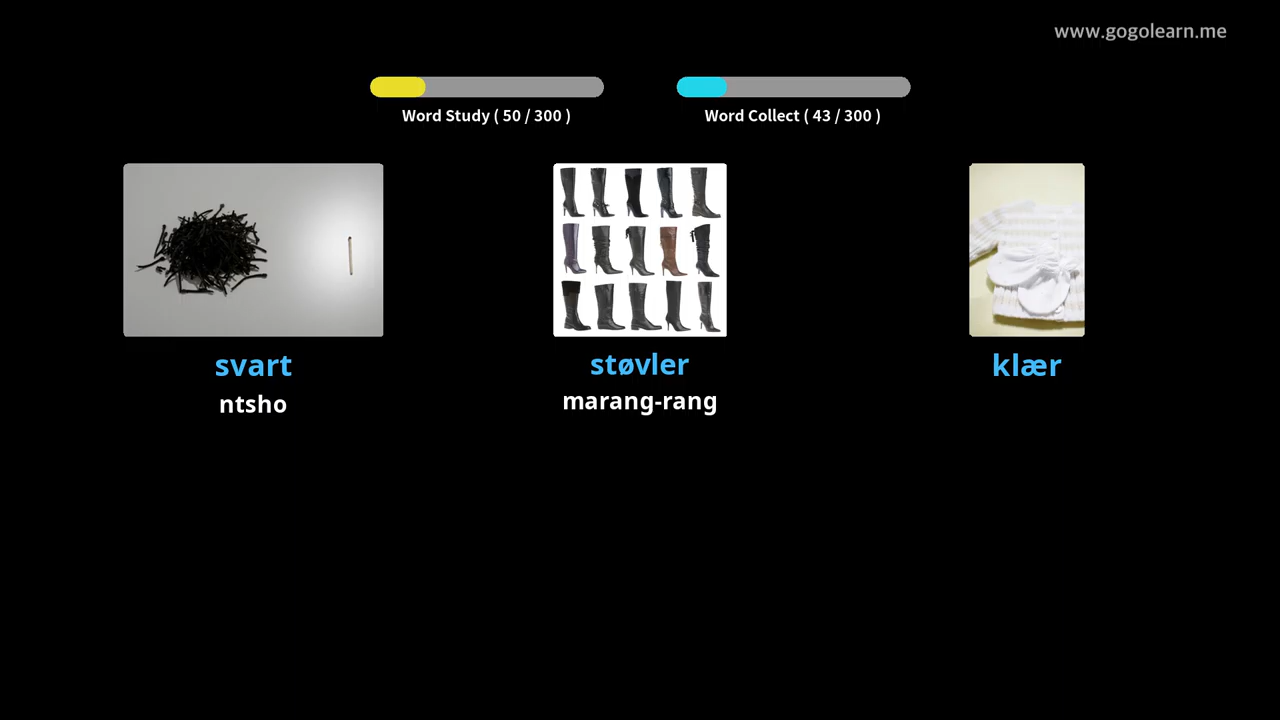 www.gogolearn.me
Word Study ( 50 / 300 )
Word Collect ( 43 / 300 )
svart
ntsho
støvler
marang-rang
klær